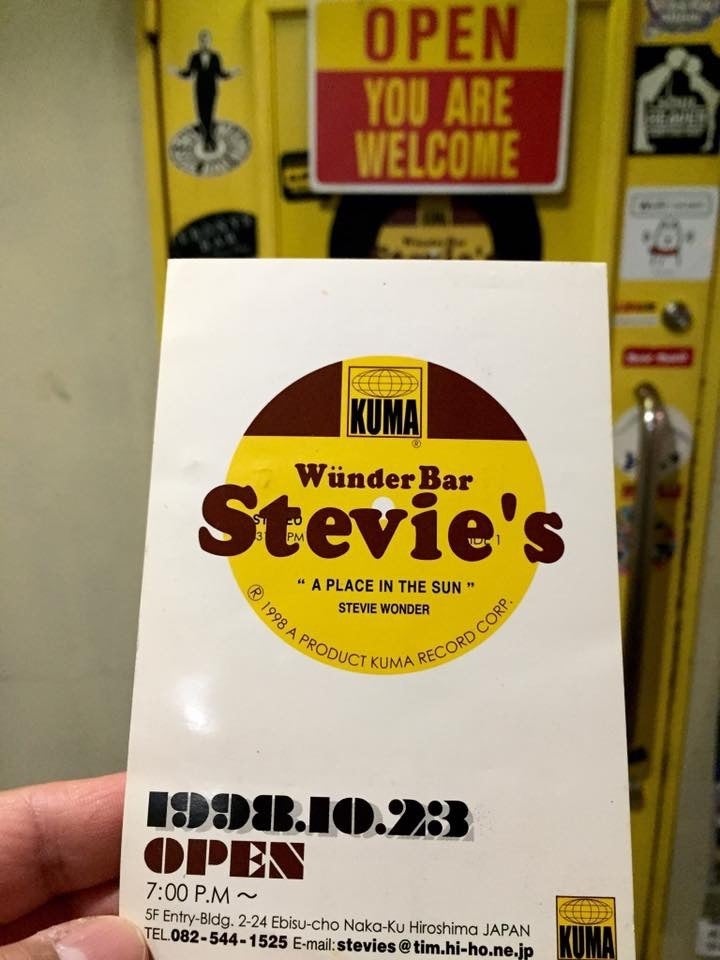 OPEN
YOU ARE
WELCOME
KUMA
®
Wünder Bar
Stevie's
“ A PLACE IN THE SUN ”
STEVIE WONDER
Ⓡ 1998 A PRODUCT KUMA RECORD CORP.
1998.10.23
OPEN
7:00 P.M ～
5F Entry-Bldg. 2-24 Ebisu-cho Naka-Ku Hiroshima JAPAN
TEL.082-544-1525 E-mail:stevies@tim.hi-ho.ne.jp
KUMA